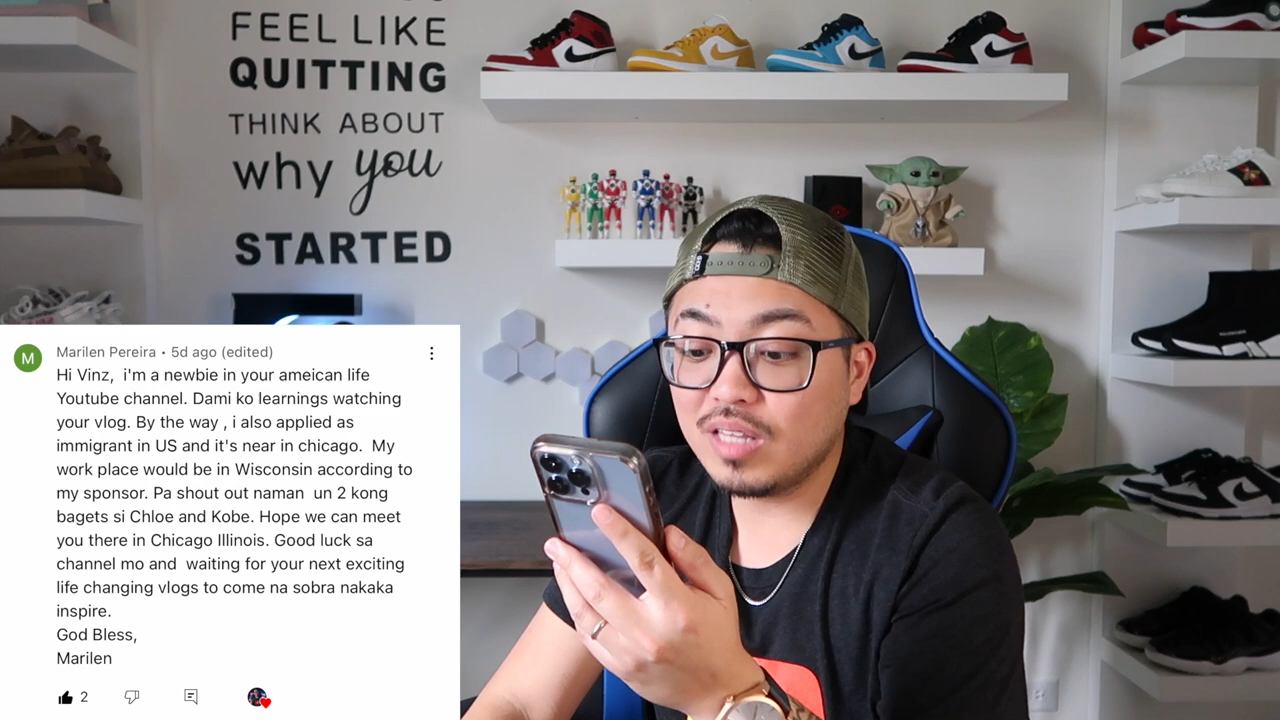 FEEL LIKE
QUITTING
THINK ABOUT
why you
STARTED
Marilen Pereira • 5d ago (edited)
Hi Vinz,  i'm a newbie in your ameican life
Youtube channel. Dami ko learnings watching
your vlog. By the way , i also applied as
immigrant in US and it's near in chicago.  My
work place would be in Wisconsin according to
my sponsor. Pa shout out naman  un 2 kong
bagets si Chloe and Kobe. Hope we can meet
you there in Chicago Illinois. Good luck sa
channel mo and  waiting for your next exciting
life changing vlogs to come na sobra nakaka
inspire.
God Bless,
Marilen
M
2